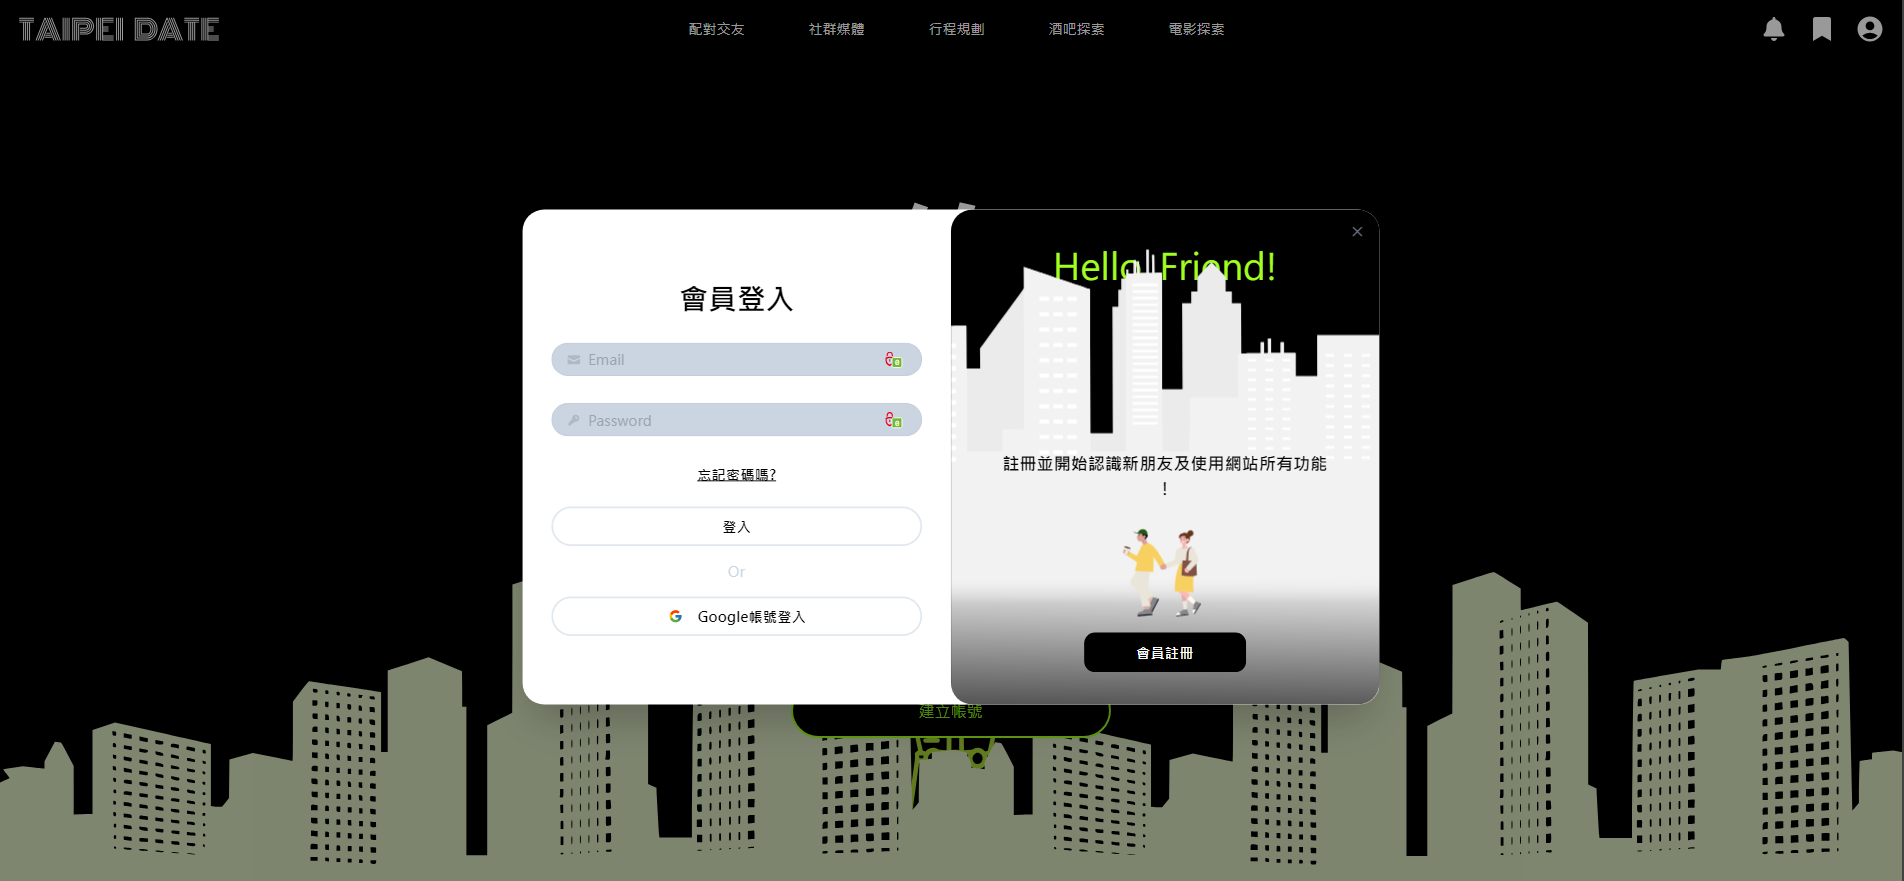 TAIPEI DATE
配對交友
社群媒體
行程規劃
酒吧探索
電影探索
會員登入
Email
Password
忘記密碼嗎?
登入
Or
Google帳號登入
Hello, Friend!
註冊並開始認識新朋友及使用網站所有功能
!
會員註冊
建立帳號